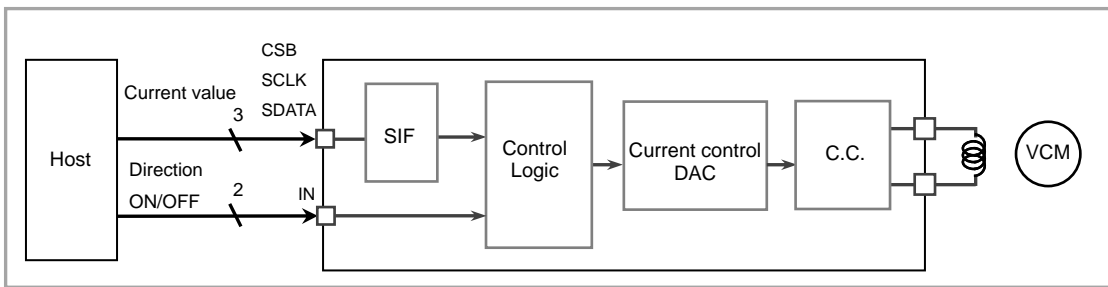 CSB
SCLK
SDATA
Current value
3
Host
Direction
ON/OFF
2
IN
SIF
Control
Logic
Current control
DAC
C.C.
VCM